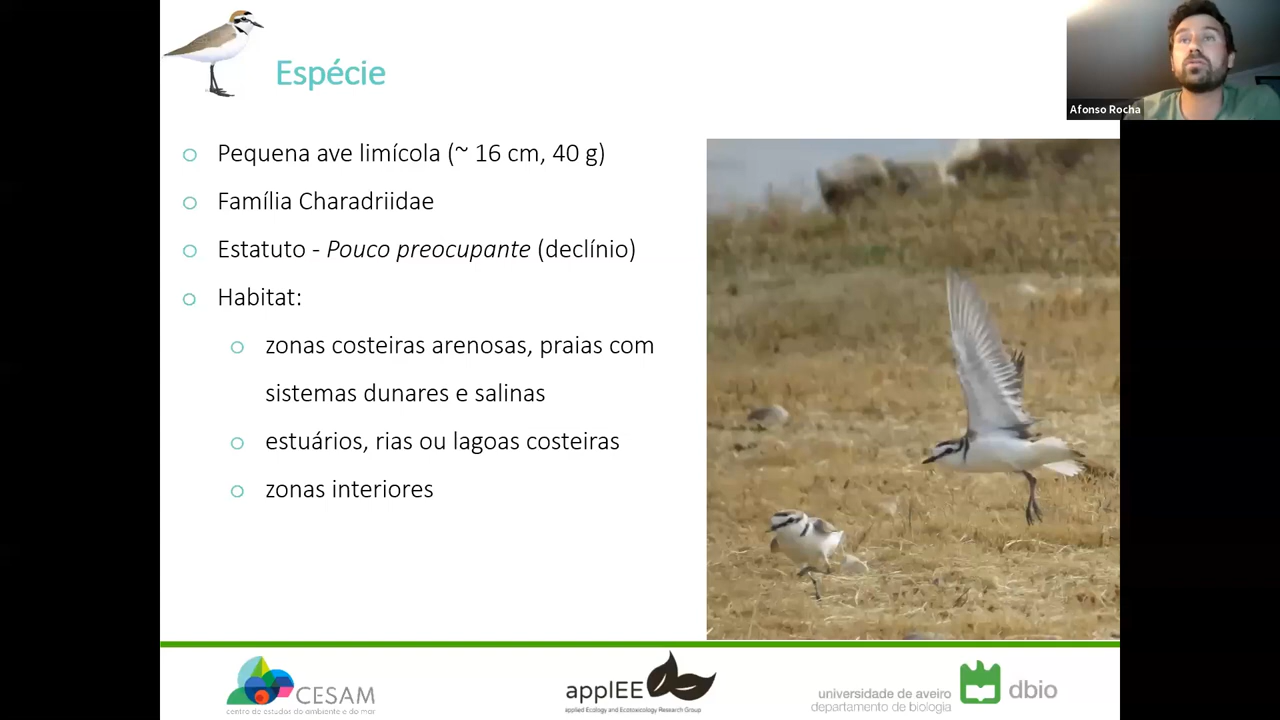 Espécie
Afonso Rocha
Pequena ave limícola (~ 16 cm, 40 g)
Família Charadriidae
Estatuto - Pouco preocupante (declínio)
Habitat:
zonas costeiras arenosas, praias com
sistemas dunares e salinas
estuários, rias ou lagoas costeiras
zonas interiores
CESAM
centro de estudos do ambiente e do mar
applEE
applied Ecology and Ecotoxicology Research Group
universidade de aveiro
departamento de biologia
dbio